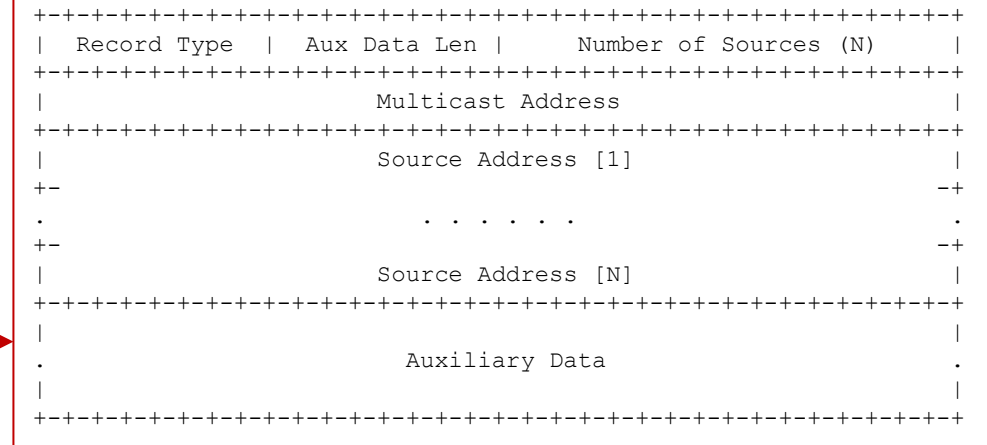 +-+-+-+-+-+-+-+-+-+-+-+-+-+-+-+-+-+-+-+-+-+-+-+-+-+-+-+-+-+-+-+-+
|  Record Type  |  Aux Data Len |     Number of Sources (N)     |
+-+-+-+-+-+-+-+-+-+-+-+-+-+-+-+-+-+-+-+-+-+-+-+-+-+-+-+-+-+-+-+-+
|                       Multicast Address                       |
+-+-+-+-+-+-+-+-+-+-+-+-+-+-+-+-+-+-+-+-+-+-+-+-+-+-+-+-+-+-+-+-+
|                       Source Address [1]                      |
+-                                                             -+
.                          . . . . . .                          .
+-                                                             -+
|                       Source Address [N]                      |
+-+-+-+-+-+-+-+-+-+-+-+-+-+-+-+-+-+-+-+-+-+-+-+-+-+-+-+-+-+-+-+-+
|                                                               |
.                         Auxiliary Data                        .
|                                                               |
+-+-+-+-+-+-+-+-+-+-+-+-+-+-+-+-+-+-+-+-+-+-+-+-+-+-+-+-+-+-+-+-+